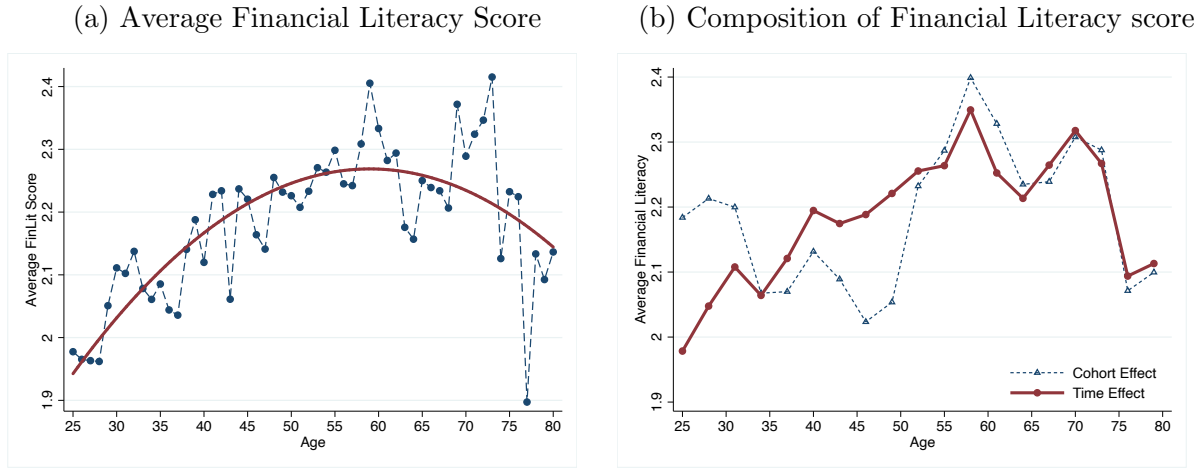 (a) Average Financial Literacy Score
Average FinLit Score
2.4
2.3
2.2
2.1
2
1.9
25 30 35 40 45 50 55 60 65 70 75 80
Age
(b) Composition of Financial Literacy score
Average Financial Literacy
2.4
2.3
2.2
2.1
2
1.9
Cohort Effect
Time Effect
25 30 35 40 45 50 55 60 65 70 75 80
Age